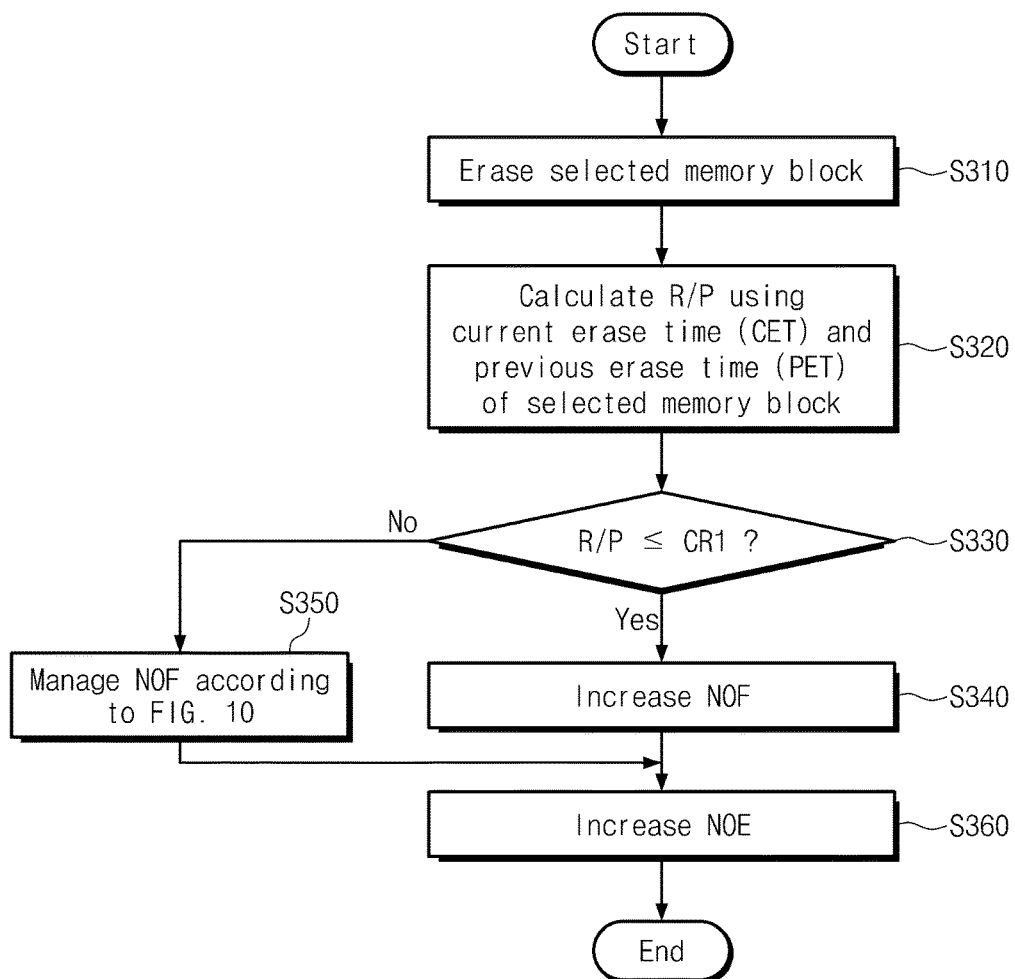 Start
Erase selected memory block
S310
Calculate R/P using
current erase time (CET) and
previous erase time (PET)
of selected memory block
S320
R/P ≤ CR1 ?
S330
No
Yes
S350
Manage NOF according
to FIG. 10
Increase NOF
S340
Increase NOE
S360
End